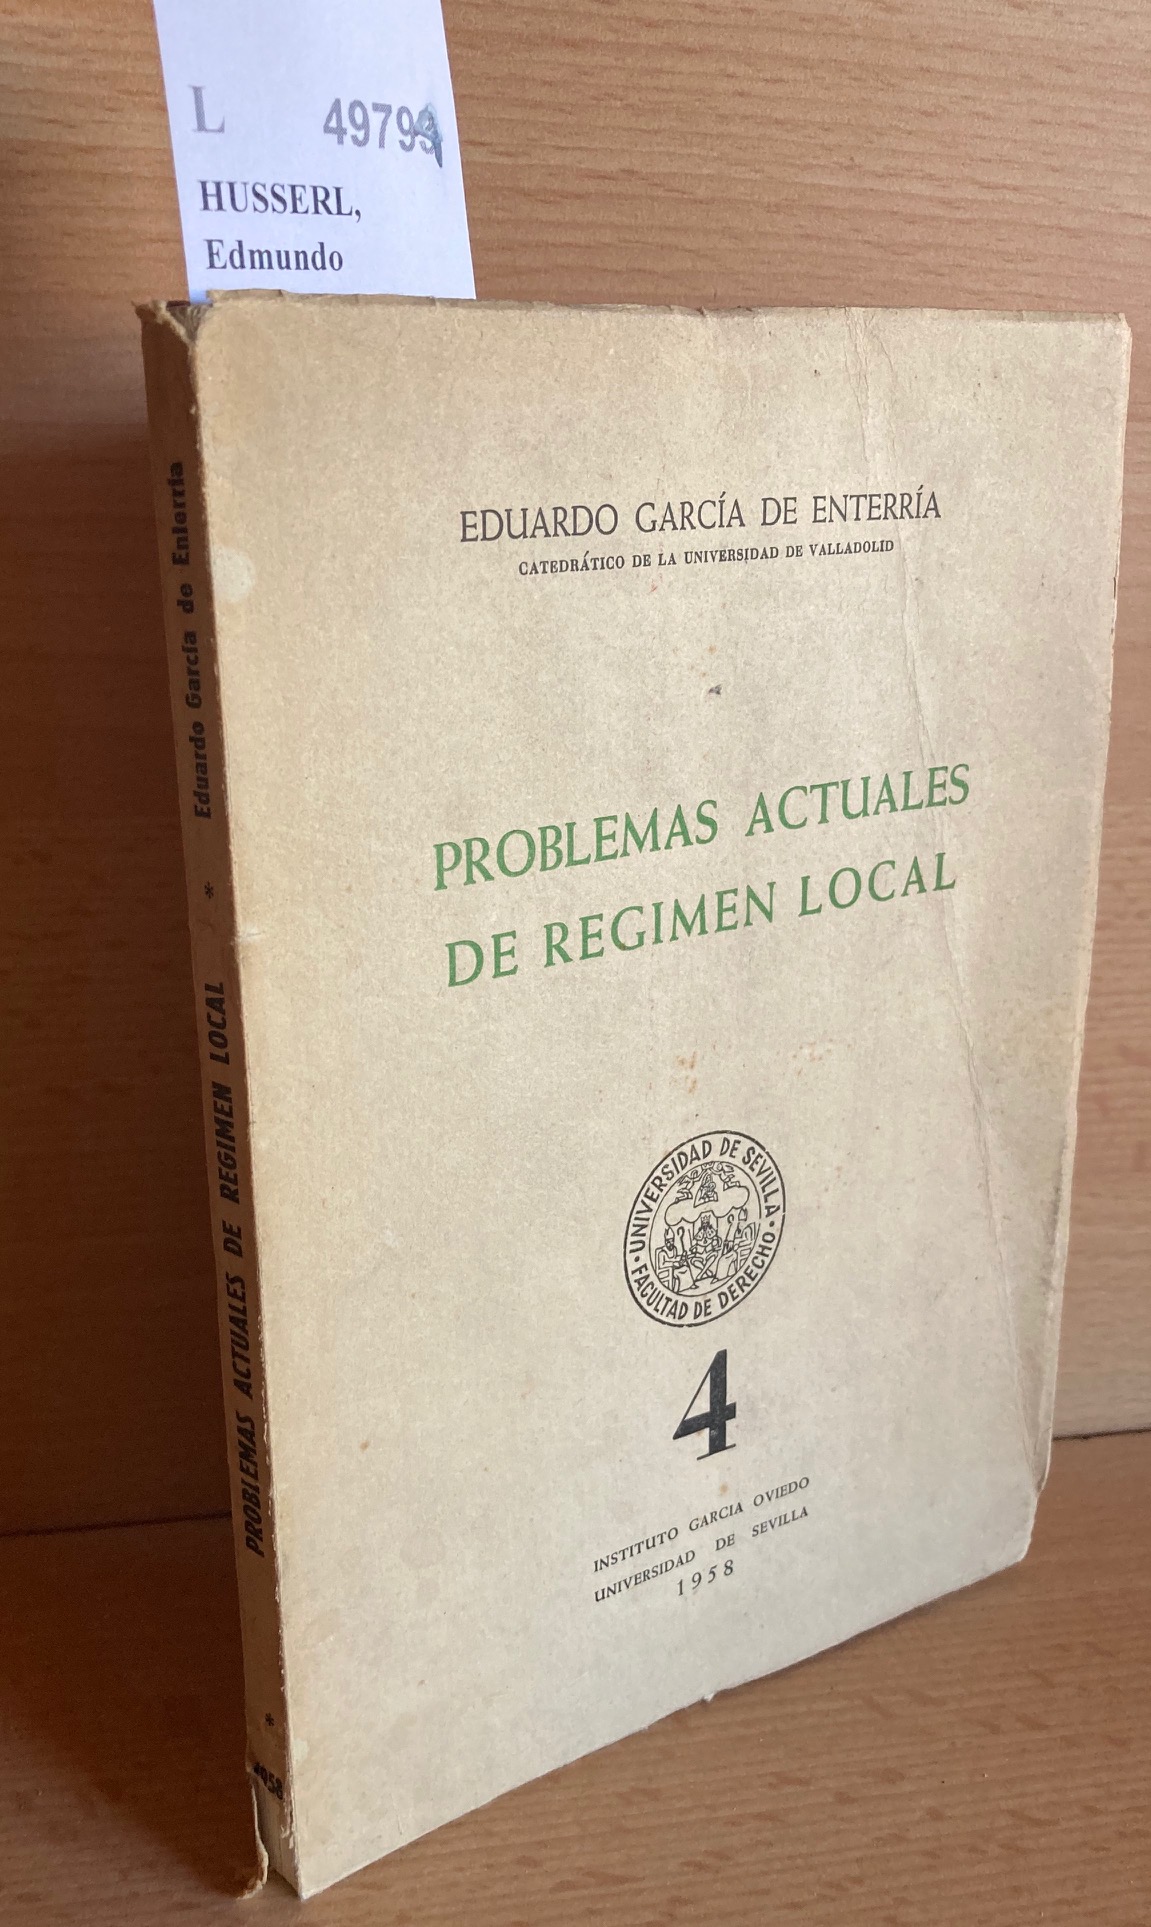 L 4979
HUSSERL,
Edmundo
EDUARDO GARCÍA DE ENTERRÍA
CATEDRÁTICO DE LA UNIVERSIDAD DE VALLADOLID
PROBLEMAS ACTUALES
DE REGIMEN LOCAL
UNIVERSIDAD DE SEVILLA
· FACULTAD DE DERECHO ·
4
INSTITUTO GARCIA OVIEDO
UNIVERSIDAD DE SEVILLA
1958
PROBLEMAS ACTUALES DE REGIMEN LOCAL * Eduardo García de Enterría
* 1958